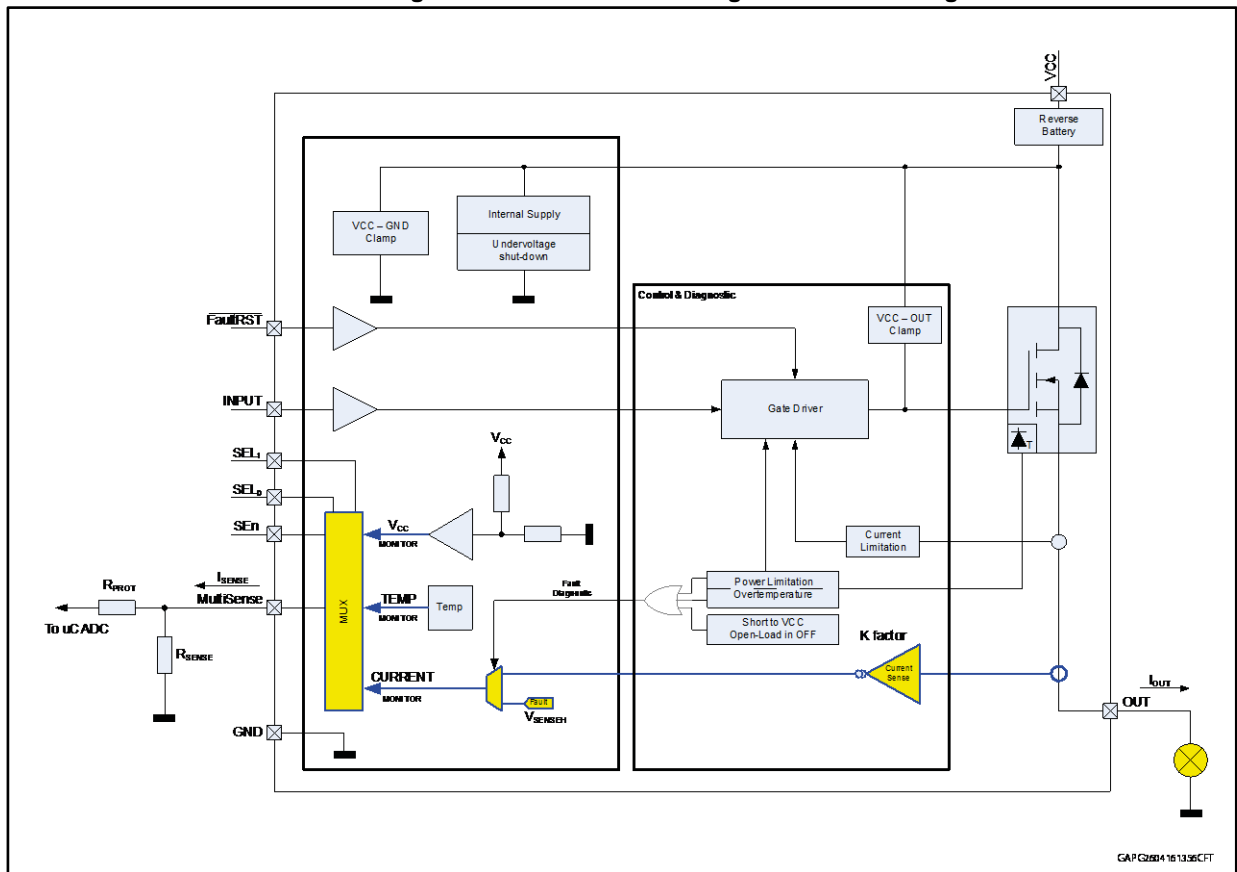 VCC
Reverse
Battery
VCC – GND
Clamp
Internal Supply
Undervoltage
shut-down
Control & Diagnostic
FaultRST
VCC – OUT
Clamp
INPUT
Gate Driver
T
SEL1
VCC
SEL0
SEn
VCC
MONITOR
Current
Limitation
ISENSE
RPROT
MultiSense
To uC ADC
RSENSE
MUX
TEMP
MONITOR
Temp
Fault
Diagnostic
Power Limitation
Overtemperature
Short to VCC
Open-Load in OFF
K factor
Current
Sense
CURRENT
MONITOR
Fault
VSENSEH
IOUT
OUT
GND